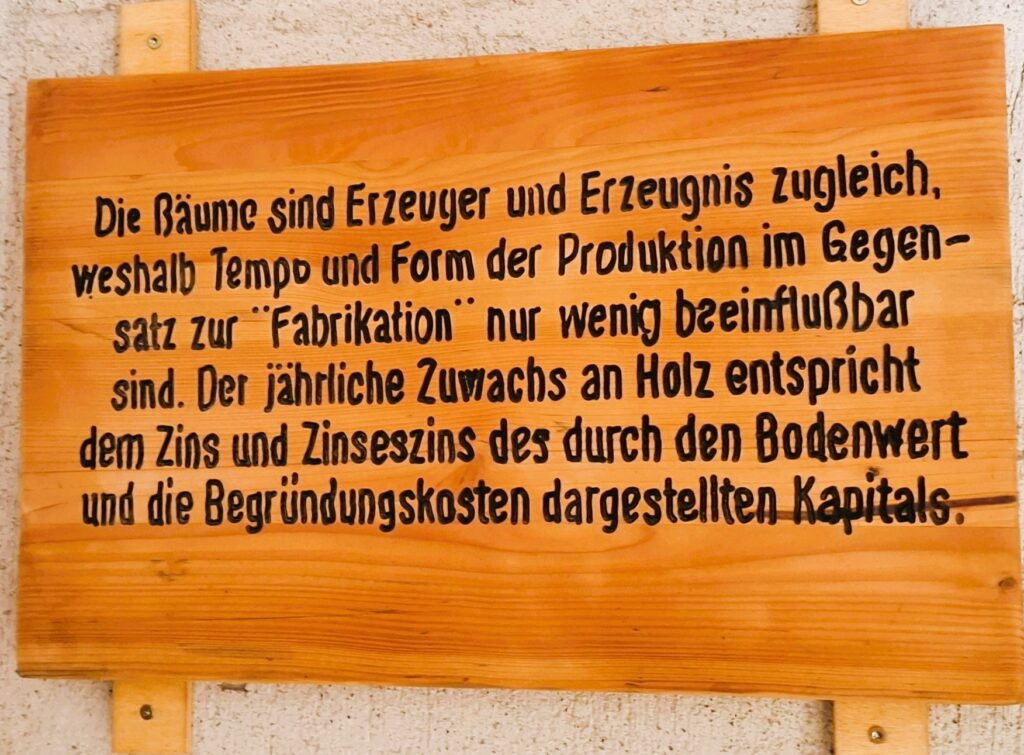 Die Bäume sind Erzeuger und Erzeugnis zugleich,
weshalb Tempo und Form der Produktion im Gegen-
satz zur "Fabrikation" nur wenig beeinflußbar
sind. Der jährliche Zuwachs an Holz entspricht
dem Zins und Zinseszins des durch den Bodenwert
und die Begründungskosten dargestellten Kapitals.